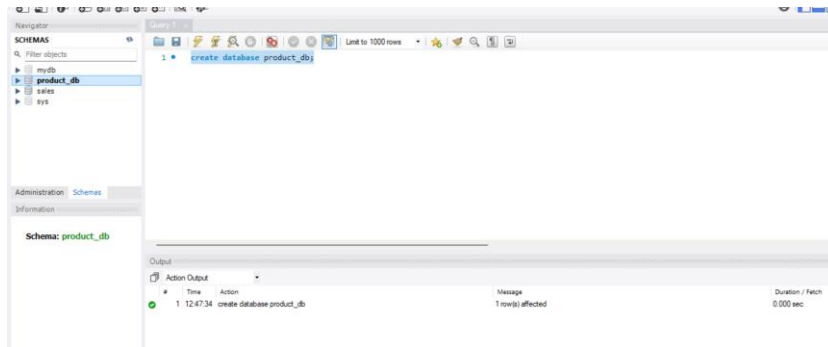 Navigator
Query 1
SCHEMAS
Filter objects
mydb
product_db
sales
sys
Limit to 1000 rows
1
create database product_db;
Administration
Schemas
Information
Schema: product_db
Output
Action Output
# Time Action Message Duration / Fetch
1 12:47:34 create database product_db 1 row(s) affected 0.000 sec